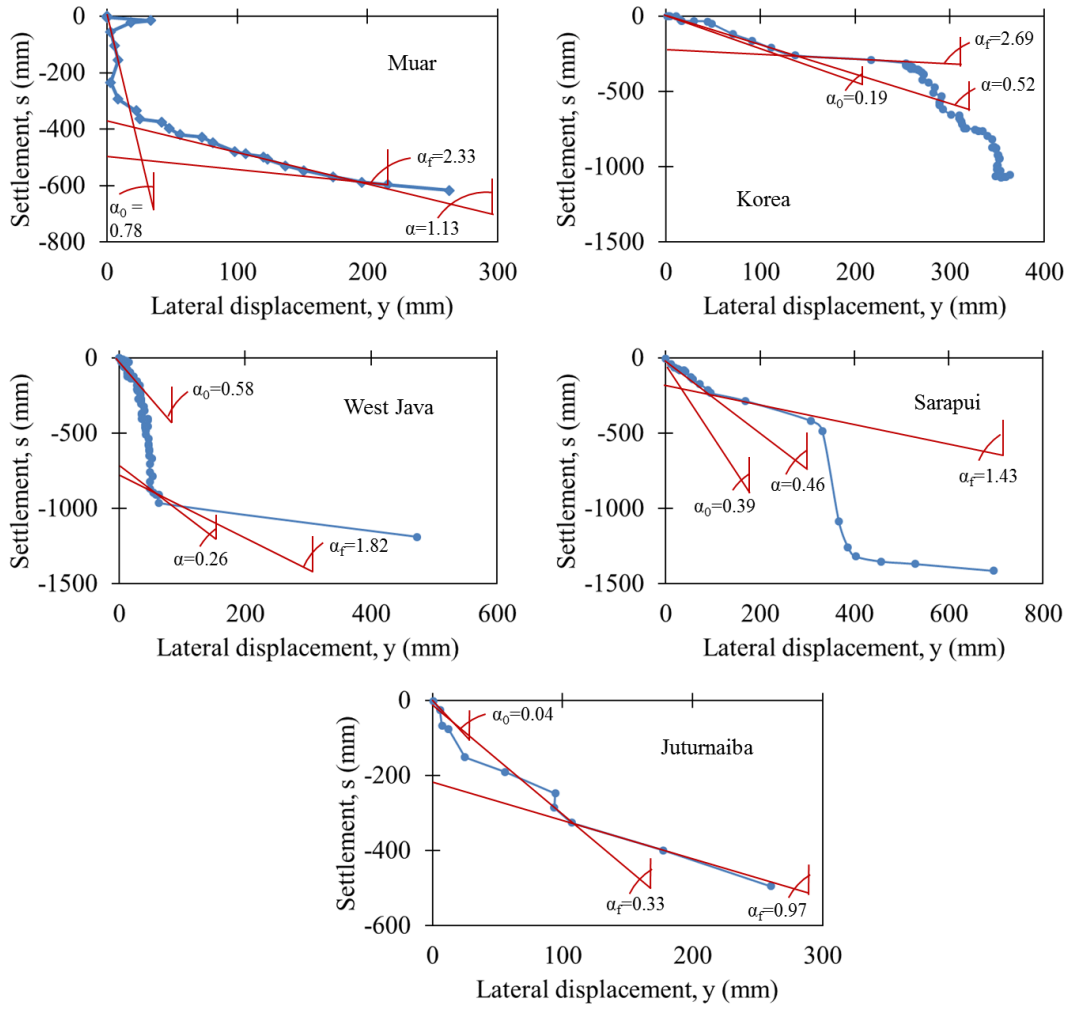 0
-200
-400
-600
-800
0
100
200
300
Settlement, s (mm)
Lateral displacement, y (mm)
Muar
αf=2.33
α0 =
0.78
α=1.13
0
-500
-1000
-1500
0
100
200
300
400
Settlement, s (mm)
Lateral displacement, y (mm)
Korea
αf=2.69
α0=0.19
α=0.52
0
-500
-1000
-1500
0
200
400
600
Settlement, s (mm)
Lateral displacement, y (mm)
West Java
α0=0.58
α=0.26
αf=1.82
0
-500
-1000
-1500
0
200
400
600
800
Settlement, s (mm)
Lateral displacement, y (mm)
Sarapui
α0=0.39
α=0.46
αf=1.43
0
-200
-400
-600
0
100
200
300
Settlement, s (mm)
Lateral displacement, y (mm)
Juturnaiba
α0=0.04
αf=0.33
αf=0.97